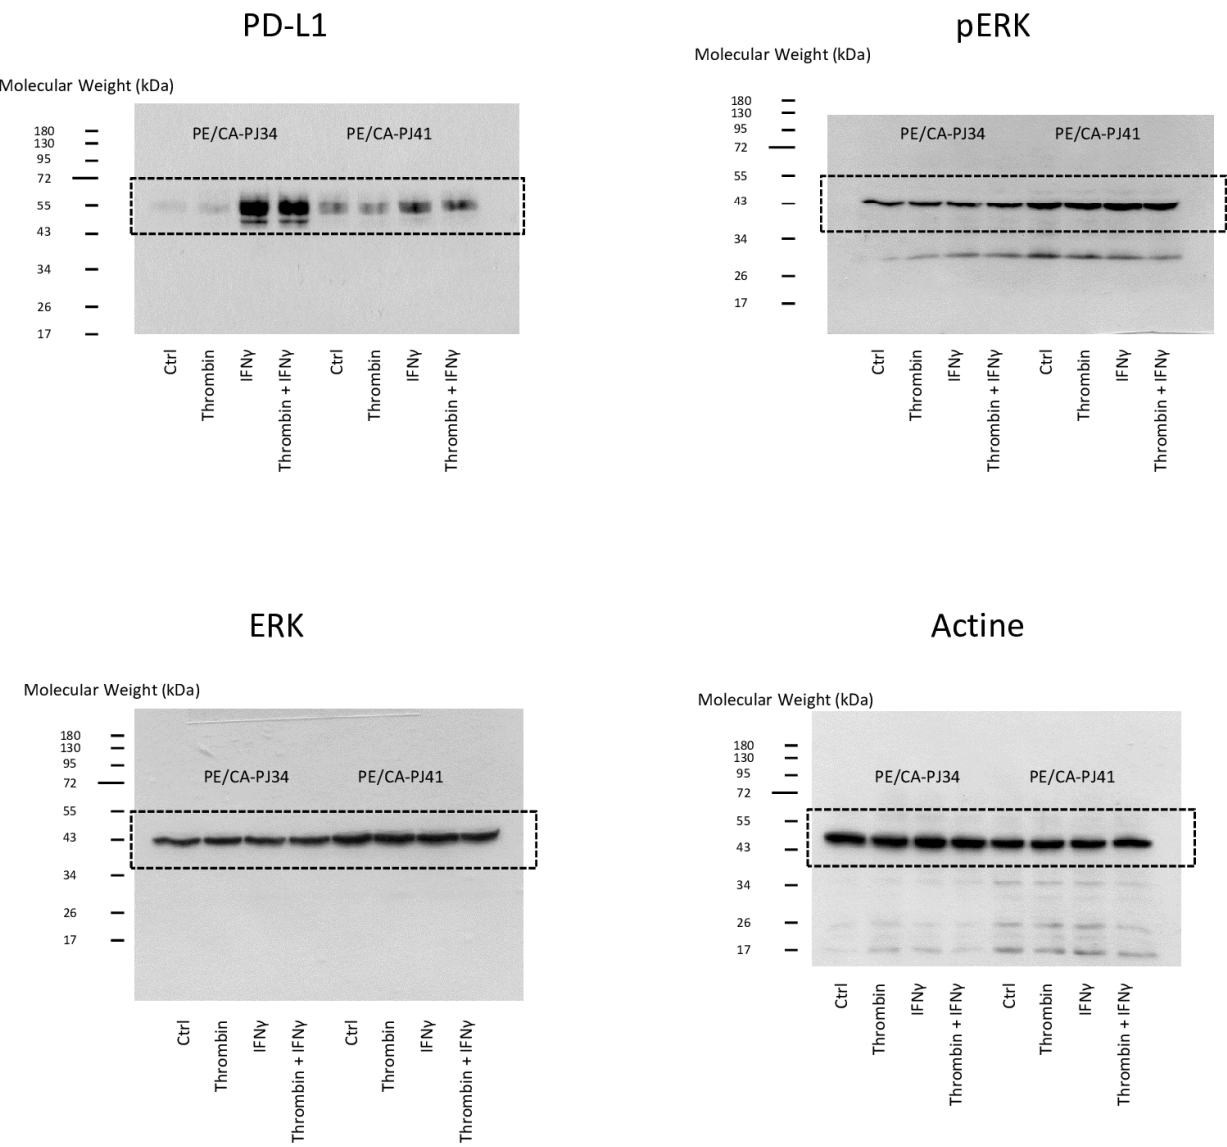 PD-L1
Molecular Weight (kDa)
PE/CA-PJ34 PE/CA-PJ41
180
130
95
72
55
43
34
26
17
Ctrl
Thrombin
IFNγ
Thrombin + IFNγ
Ctrl
Thrombin
IFNγ
Thrombin + IFNγ
pERK
Molecular Weight (kDa)
PE/CA-PJ34 PE/CA-PJ41
180
130
95
72
55
43
34
26
17
Ctrl
Thrombin
IFNγ
Thrombin + IFNγ
Ctrl
Thrombin
IFNγ
Thrombin + IFNγ
ERK
Molecular Weight (kDa)
PE/CA-PJ34 PE/CA-PJ41
180
130
95
72
55
43
34
26
17
Ctrl
Thrombin
IFNγ
Thrombin + IFNγ
Ctrl
Thrombin
IFNγ
Thrombin + IFNγ
Actine
Molecular Weight (kDa)
PE/CA-PJ34 PE/CA-PJ41
180
130
95
72
55
43
34
26
17
Ctrl
Thrombin
IFNγ
Thrombin + IFNγ
Ctrl
Thrombin
IFNγ
Thrombin + IFNγ